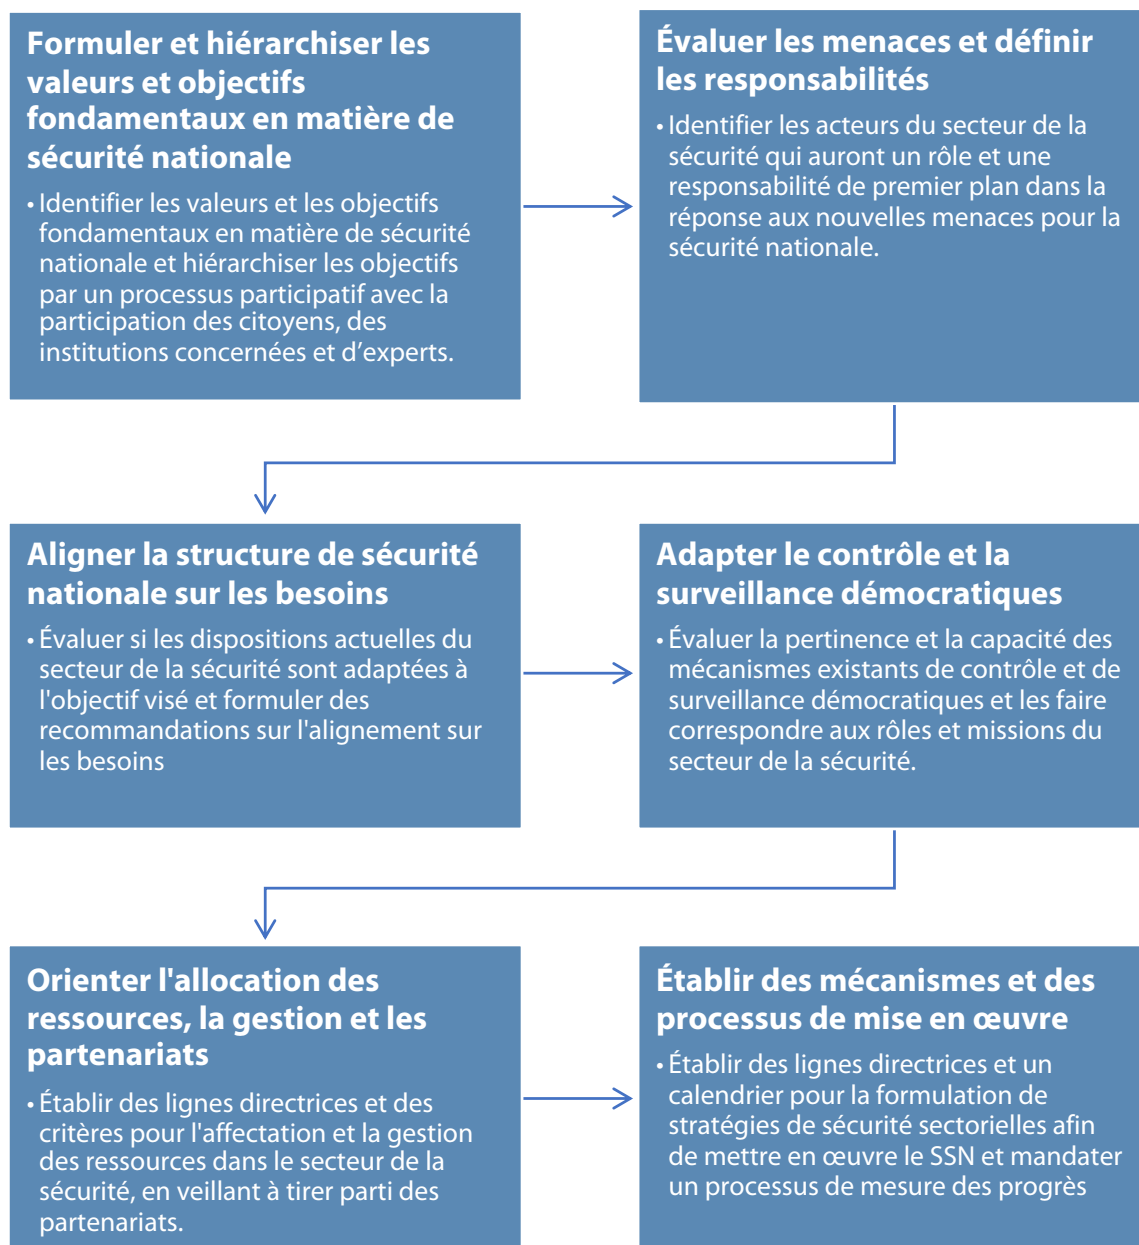 Formuler et hiérarchiser les
valeurs et objectifs
fondamentaux en matière de
sécurité nationale
• Identifier les valeurs et les objectifs
fondamentaux en matière de sécurité
nationale et hiérarchiser les objectifs
par un processus participatif avec la
participation des citoyens, des
institutions concernées et d’experts.
Évaluer les menaces et définir
les responsabilités
• Identifier les acteurs du secteur de la
sécurité qui auront un rôle et une
responsabilité de premier plan dans la
réponse aux nouvelles menaces pour la
sécurité nationale.
Aligner la structure de sécurité
nationale sur les besoins
• Évaluer si les dispositions actuelles du
secteur de la sécurité sont adaptées à
l'objectif visé et formuler des
recommandations sur l'alignement sur
les besoins
Adapter le contrôle et la
surveillance démocratiques
• Évaluer la pertinence et la capacité des
mécanismes existants de contrôle et de
surveillance démocratiques et les faire
correspondre aux rôles et missions du
secteur de la sécurité.
Orienter l'allocation des
ressources, la gestion et les
partenariats
• Établir des lignes directrices et des
critères pour l'affectation et la gestion
des ressources dans le secteur de la
sécurité, en veillant à tirer parti des
partenariats.
Établir des mécanismes et des
processus de mise en œuvre
• Établir des lignes directrices et un
calendrier pour la formulation de
stratégies de sécurité sectorielles afin
de mettre en œuvre le SSN et mandater
un processus de mesure des progrès